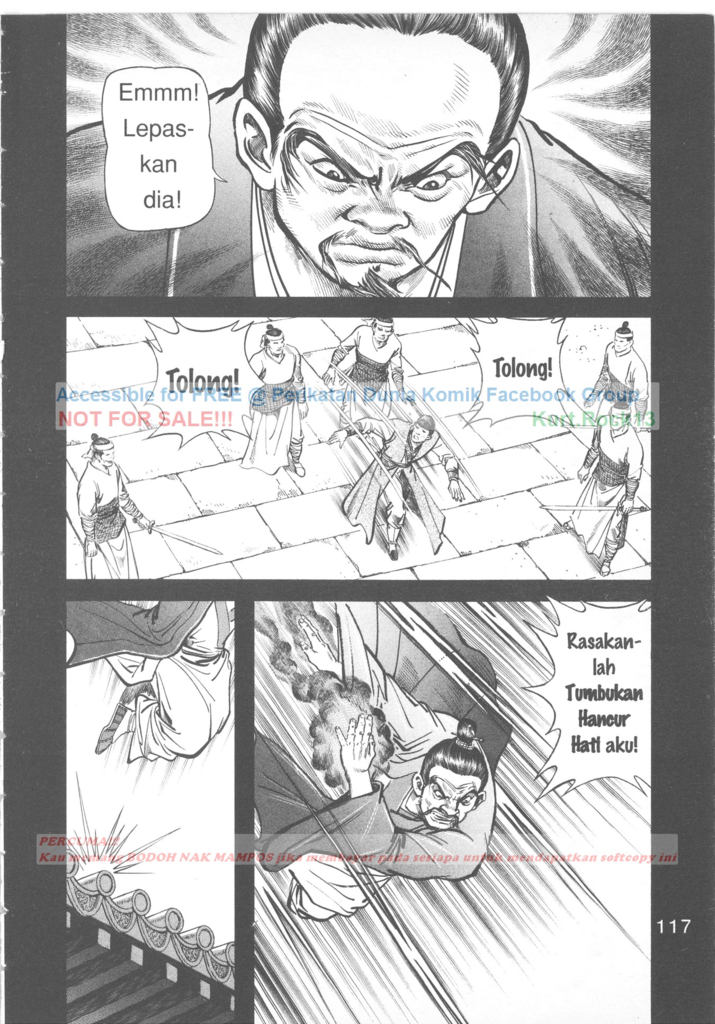 Emmm!
Lepas-
kan
dia!
Tolong!
Tolong!
Accessible for FREE @ Perikatan Dunia Komik Facebook Group
NOT FOR SALE!!!
Kurt.Rock13
Rasakan-
lah
Tumbukan
Hancur
Hati aku!
PERCUMA!!
Kau memang BODOH NAK MAMPOS jika membayar pada sesiapa untuk mendapatkan softcopy ini
117